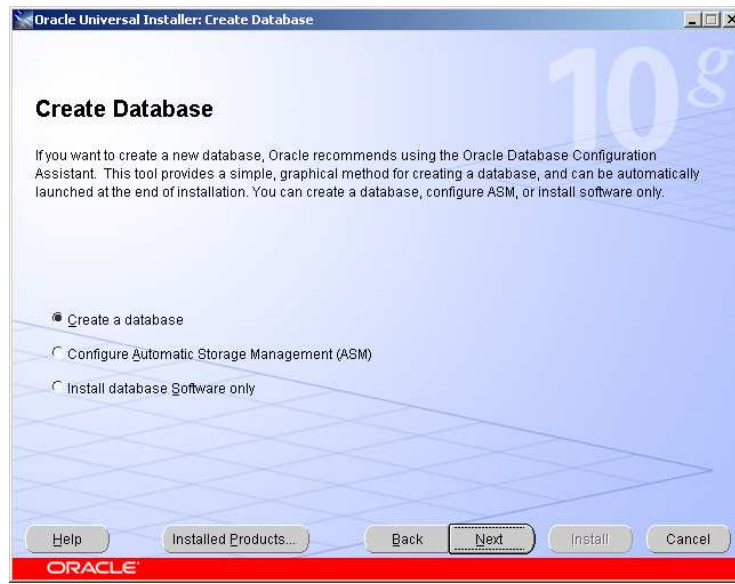 Oracle Universal Installer: Create Database
10g
Create Database
If you want to create a new database, Oracle recommends using the Oracle Database Configuration
Assistant. This tool provides a simple, graphical method for creating a database, and can be automatically
launched at the end of installation. You can create a database, configure ASM, or install software only.
Create a database
Configure Automatic Storage Management (ASM)
Install database Software only
Help Installed Products... Back Next Install Cancel
ORACLE